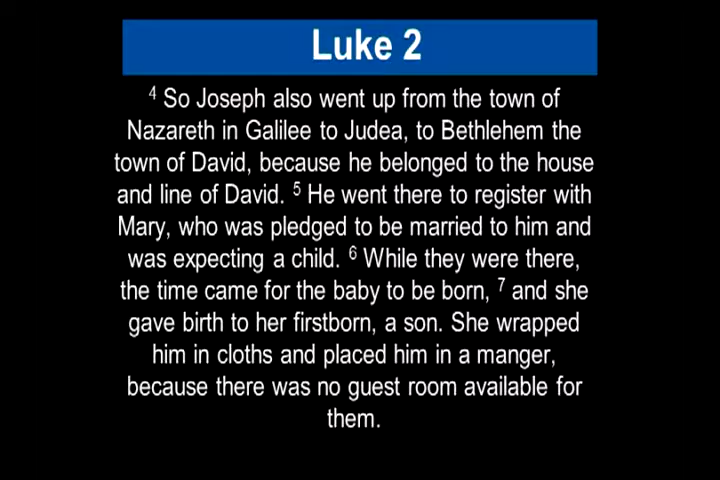 Luke 2
4 So Joseph also went up from the town of
Nazareth in Galilee to Judea, to Bethlehem the
town of David, because he belonged to the house
and line of David. 5 He went there to register with
Mary, who was pledged to be married to him and
was expecting a child. 6 While they were there,
the time came for the baby to be born, 7 and she
gave birth to her firstborn, a son. She wrapped
him in cloths and placed him in a manger,
because there was no guest room available for
them.